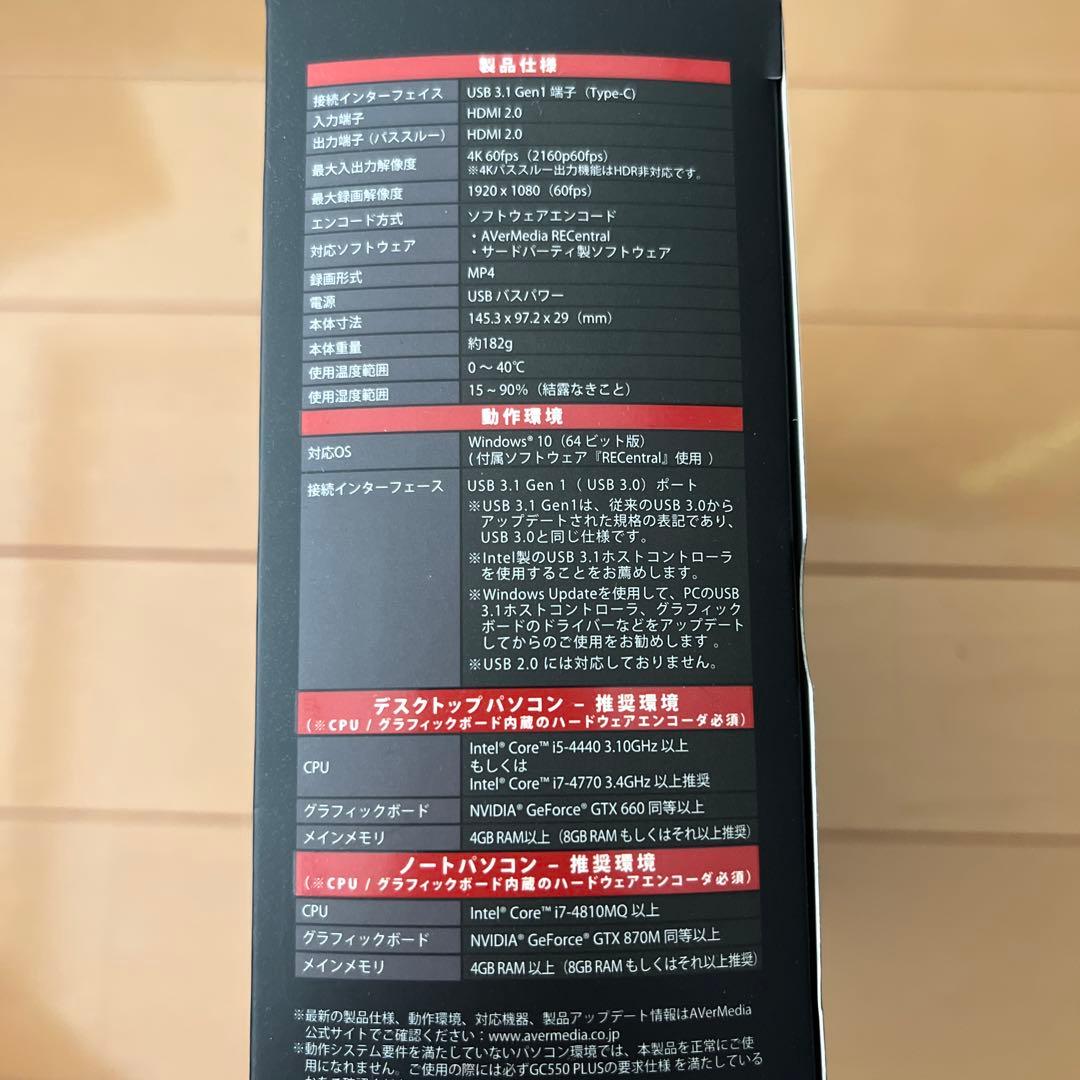 製品仕様
接続インターフェイス USB 3.1 Gen1 端子（Type-C)
入力端子 HDMI 2.0
出力端子（パススルー） HDMI 2.0
最大入出力解像度 4K 60fps（2160p60fps）
※4Kパススルー出力機能はHDR非対応です。
最大録画解像度 1920 x 1080（60fps）
エンコード方式 ソフトウェアエンコード
対応ソフトウェア ・AVerMedia RECentral
・サードパーティ製ソフトウェア
録画形式 MP4
電源 USB バスパワー
本体寸法 145.3 x 97.2 x 29（mm）
本体重量 約182g
使用温度範囲 0 ～ 40℃
使用湿度範囲 15 ~ 90%（結露なきこと）
動作環境
対応OS Windows® 10（64 ビット版）
( 付属ソフトウェア『RECentral』使用 ）
接続インターフェース USB 3.1 Gen 1（ USB 3.0）ポート
※USB 3.1 Gen1は、従来のUSB 3.0から
アップデートされた規格の表記であり、
USB 3.0と同じ仕様です。
※Intel製のUSB 3.1ホストコントローラ
を使用することをお薦めします。
※Windows Updateを使用して、PCのUSB
3.1ホストコントローラ、グラフィック
ボードのドライバーなどをアップデート
してからのご使用をお勧めします 。
※USB 2.0 には対応しておりません。
デスクトップパソコン – 推奨環境
（※CPU / グラフィックボード内蔵のハードウェアエンコーダ必須）
CPU Intel® Core™ i5-4440 3.10GHz 以上
もしくは
Intel® Core™ i7-4770 3.4GHz 以上推奨
グラフィックボード NVIDIA® GeForce® GTX 660 同等以上
メインメモリ 4GB RAM以上（8GB RAM もしくはそれ以上推奨）
ノートパソコン – 推奨環境
（※CPU / グラフィックボード内蔵のハードウェアエンコーダ必須）
CPU Intel® Core™ i7-4810MQ 以上
グラフィックボード NVIDIA® GeForce® GTX 870M 同等以上
メインメモリ 4GB RAM 以上（8GB RAM もしくはそれ以上推奨）
※最新の製品仕様、動作環境、対応機器、製品アップデート情報はAVerMedia
公式サイトでご確認ください：www.avermedia.co.jp
※動作システム要件を満たしていないパソコン環境では、本製品を正常にご使
用になれません。ご使用の際には必ずGC550 PLUSの要求仕様 を満たしている